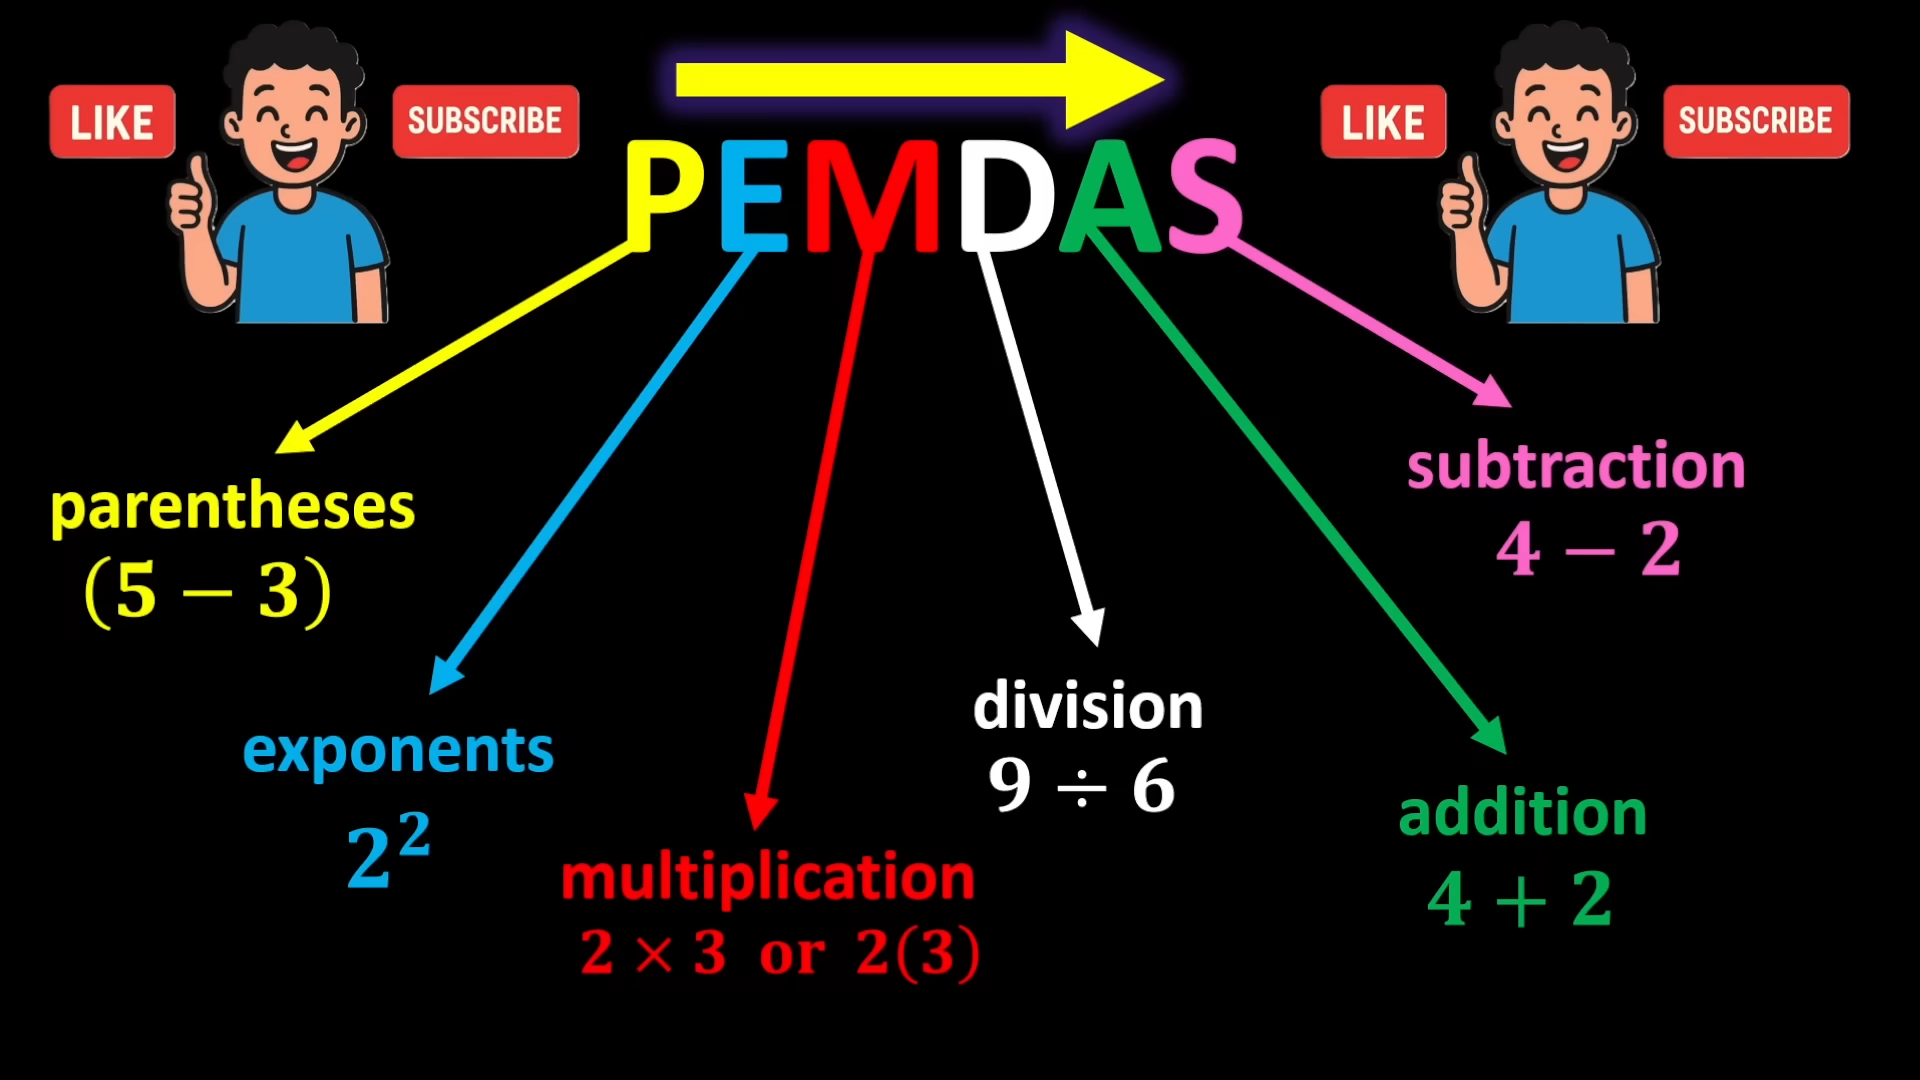 LIKE
SUBSCRIBE
LIKE
SUBSCRIBE
PEMDAS
parentheses
(5 − 3)
exponents
2²
multiplication
2 × 3 or 2(3)
division
9 ÷ 6
addition
4 + 2
subtraction
4 − 2